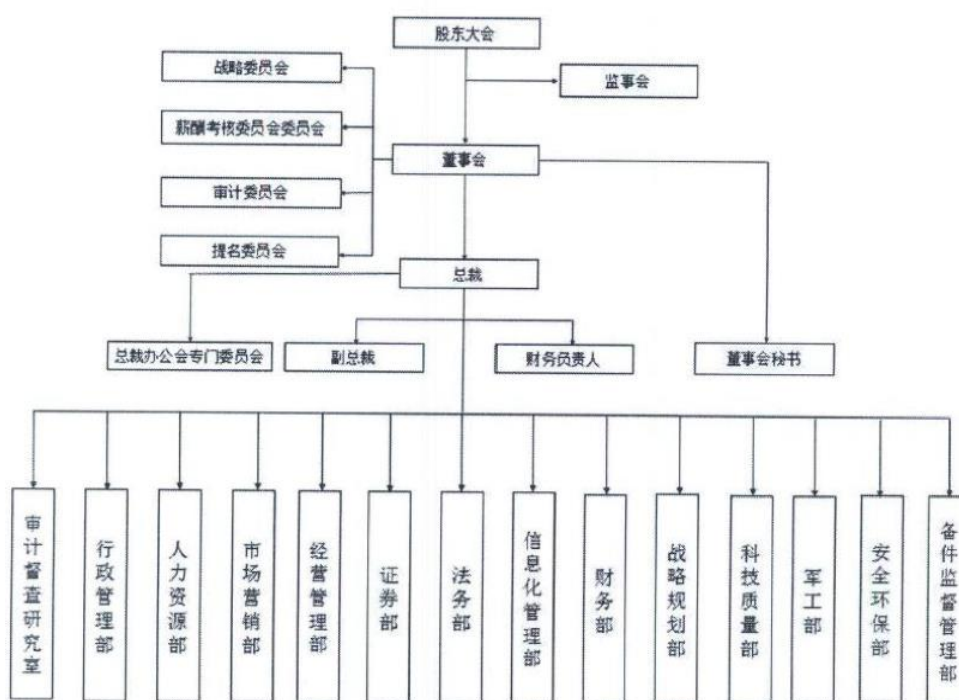 股东大会
战略委员会
监事会
薪酬考核委员会委员会
董事会
审计委员会
提名委员会
总裁
总裁办公会专门委员会
副总裁
财务负责人
董事会秘书
审计督查研究室
行政管理部
人力资源部
市场营销部
经营管理部
证券部
法务部
信息化管理部
财务部
战略规划部
科技质量部
军工部
安全环保部
备件监督管理部